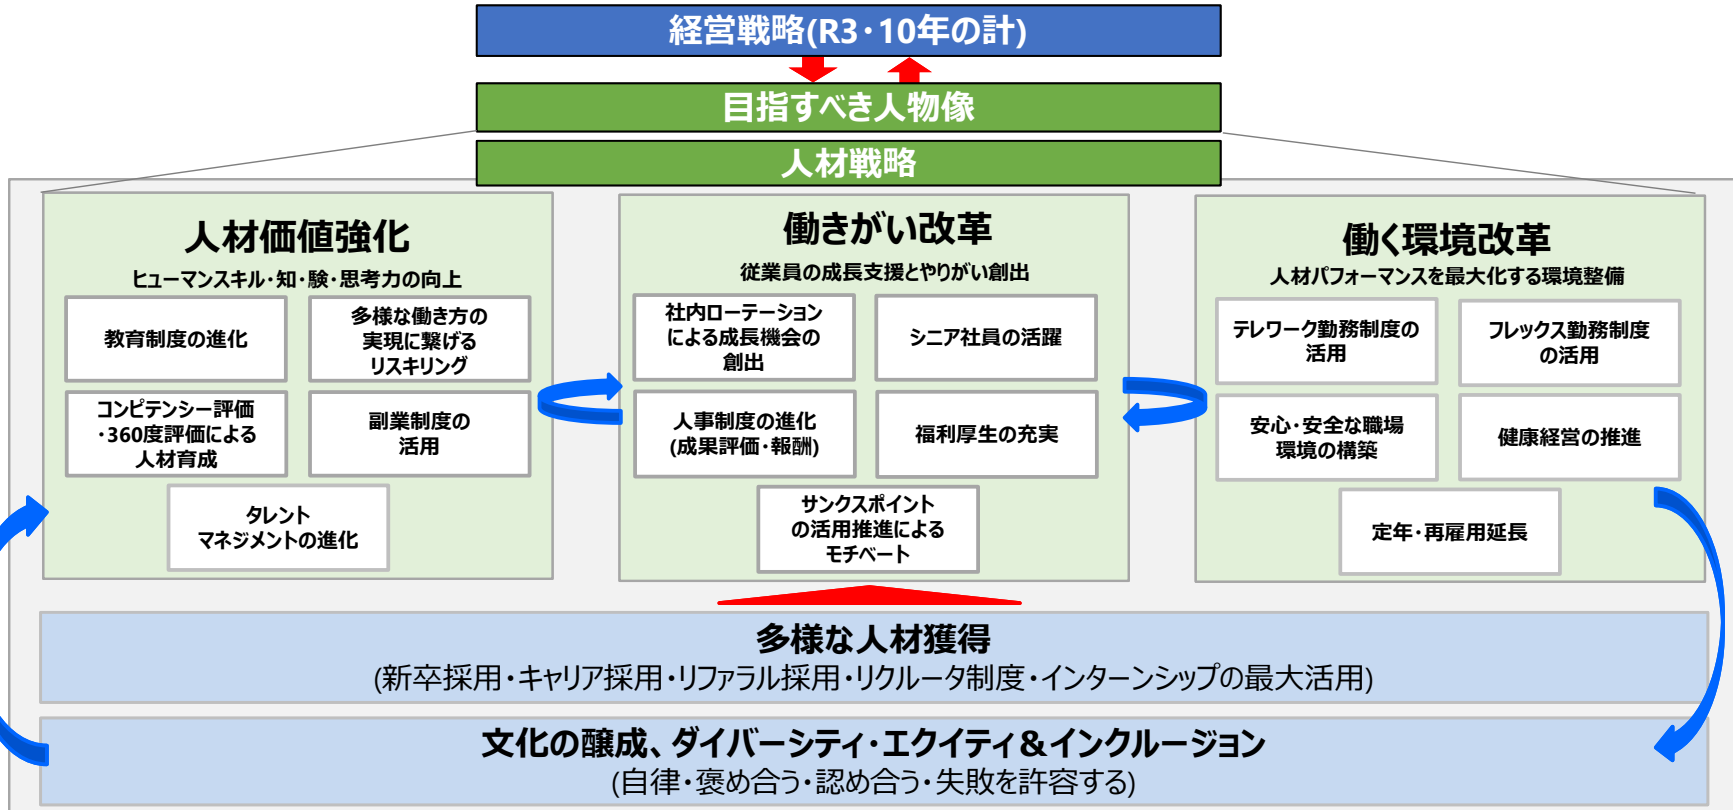 経営戦略(R3・10年の計)
目指すべき人物像
人材戦略
人材価値強化
ヒューマンスキル・知・験・思考力の向上
教育制度の進化
多様な働き方の
実現に繋げる
リスキリング
コンピテンシー評価
・360度評価による
人材育成
副業制度の
活用
タレント
マネジメントの進化
働きがい改革
従業員の成長支援とやりがい創出
社内ローテーション
による成長機会の
創出
シニア社員の活躍
人事制度の進化
(成果評価・報酬)
福利厚生の充実
サンクスポイント
の活用推進による
モチベート
働く環境改革
人材パフォーマンスを最大化する環境整備
テレワーク勤務制度の
活用
フレックス勤務制度
の活用
安心・安全な職場
環境の構築
健康経営の推進
定年・再雇用延長
多様な人材獲得
(新卒採用・キャリア採用・リファラル採用・リクルータ制度・インターンシップの最大活用)
文化の醸成、ダイバーシティ・エクイティ&インクルージョン
(自律・褒め合う・認め合う・失敗を許容する)